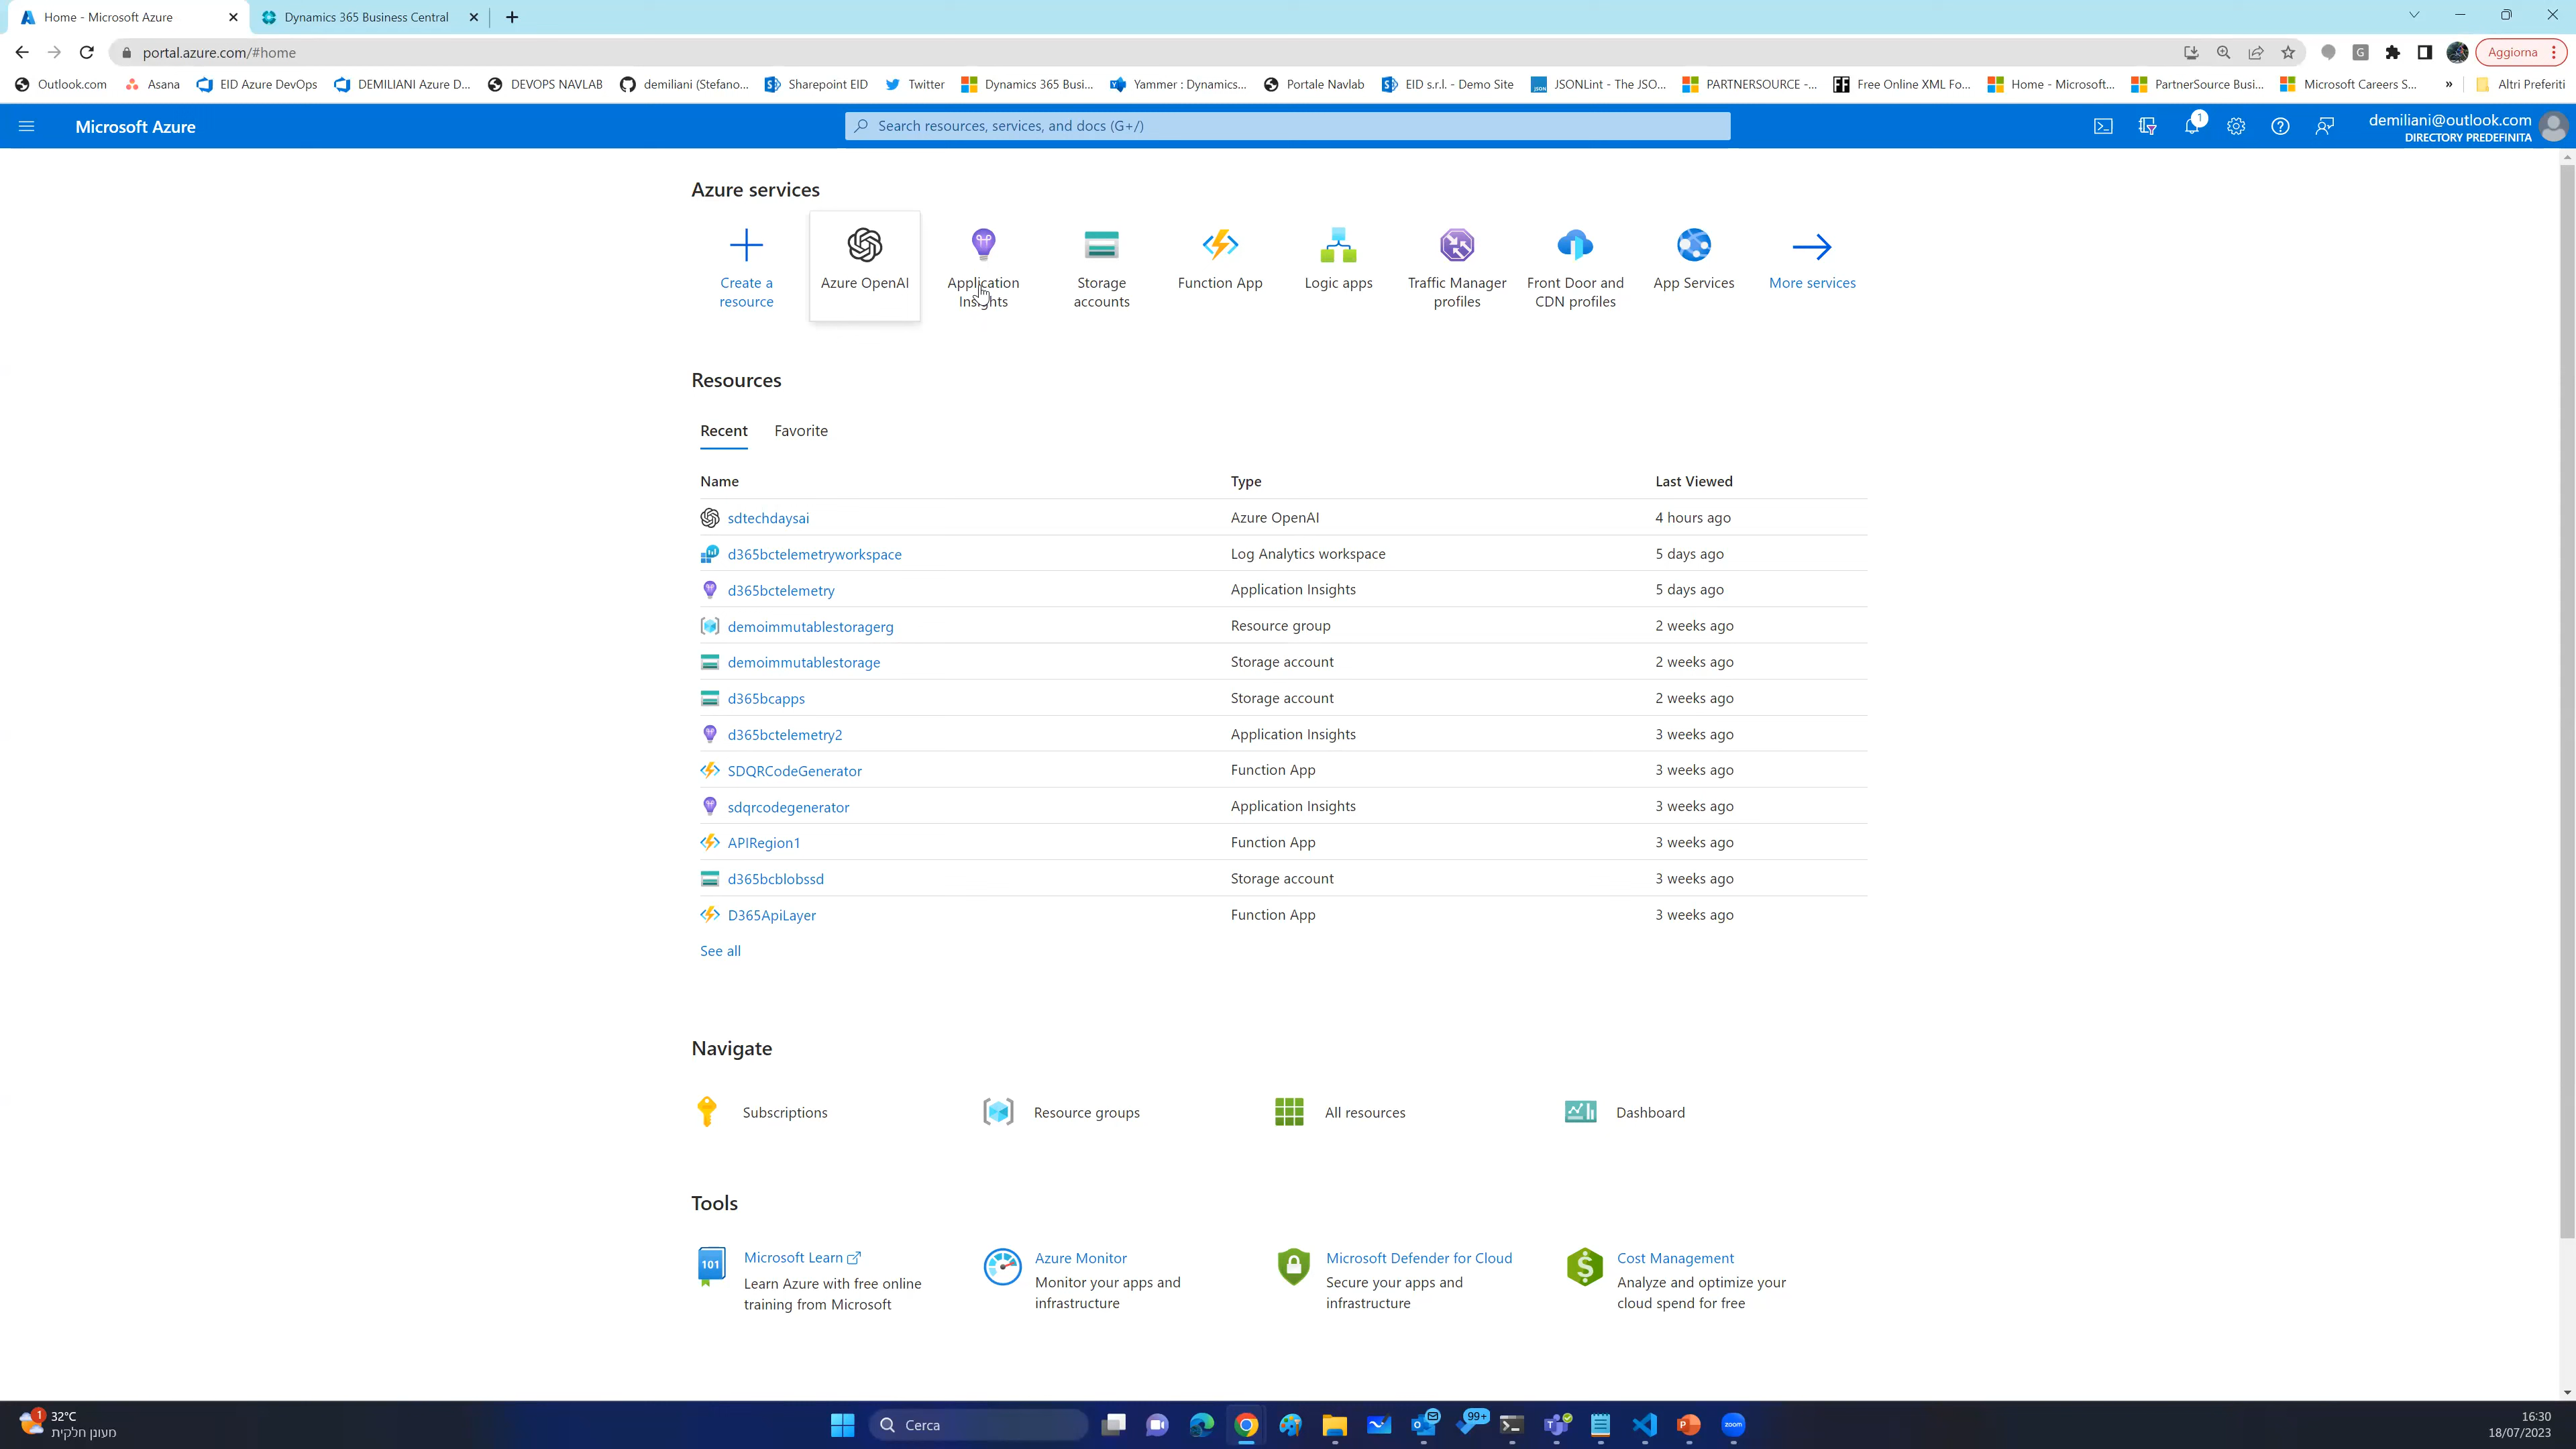 Home - Microsoft Azure
Dynamics 365 Business Central
portal.azure.com/#home
Aggiorna
Outlook.com
Asana
EID Azure DevOps
DEMILIANI Azure D...
DEVOPS NAVLAB
demiliani (Stefano...
Sharepoint EID
Twitter
Dynamics 365 Busi...
Yammer : Dynamics...
Portale Navlab
EID s.r.l. - Demo Site
JSONLint - The JSO...
PARTNERSOURCE -...
Free Online XML Fo...
Home - Microsoft...
PartnerSource Busi...
Microsoft Careers S...
»
Altri Preferiti
Microsoft Azure
Search resources, services, and docs (G+/)
1
demiliani@outlook.com
DIRECTORY PREDEFINITA
Azure services
Create a
resource
Azure OpenAI
Application
Insights
Storage
accounts
Function App
Logic apps
Traffic Manager
profiles
Front Door and
CDN profiles
App Services
More services
Resources
Recent
Favorite
Name Type Last Viewed
sdtechdaysai Azure OpenAI 4 hours ago
d365bctelemetryworkspace Log Analytics workspace 5 days ago
d365bctelemetry Application Insights 5 days ago
demoimmutablestoragerg Resource group 2 weeks ago
demoimmutablestorage Storage account 2 weeks ago
d365bcapps Storage account 2 weeks ago
d365bctelemetry2 Application Insights 3 weeks ago
SDQRCodeGenerator Function App 3 weeks ago
sdqrcodegenerator Application Insights 3 weeks ago
APIRegion1 Function App 3 weeks ago
d365bcblobssd Storage account 3 weeks ago
D365ApiLayer Function App 3 weeks ago
See all
Navigate
Subscriptions
Resource groups
All resources
Dashboard
Tools
101
Microsoft Learn
Learn Azure with free online
training from Microsoft
Azure Monitor
Monitor your apps and
infrastructure
Microsoft Defender for Cloud
Secure your apps and
infrastructure
Cost Management
Analyze and optimize your
cloud spend for free
1
32°C
מעונן חלקית
Cerca
99+
zoom
16:30
18/07/2023